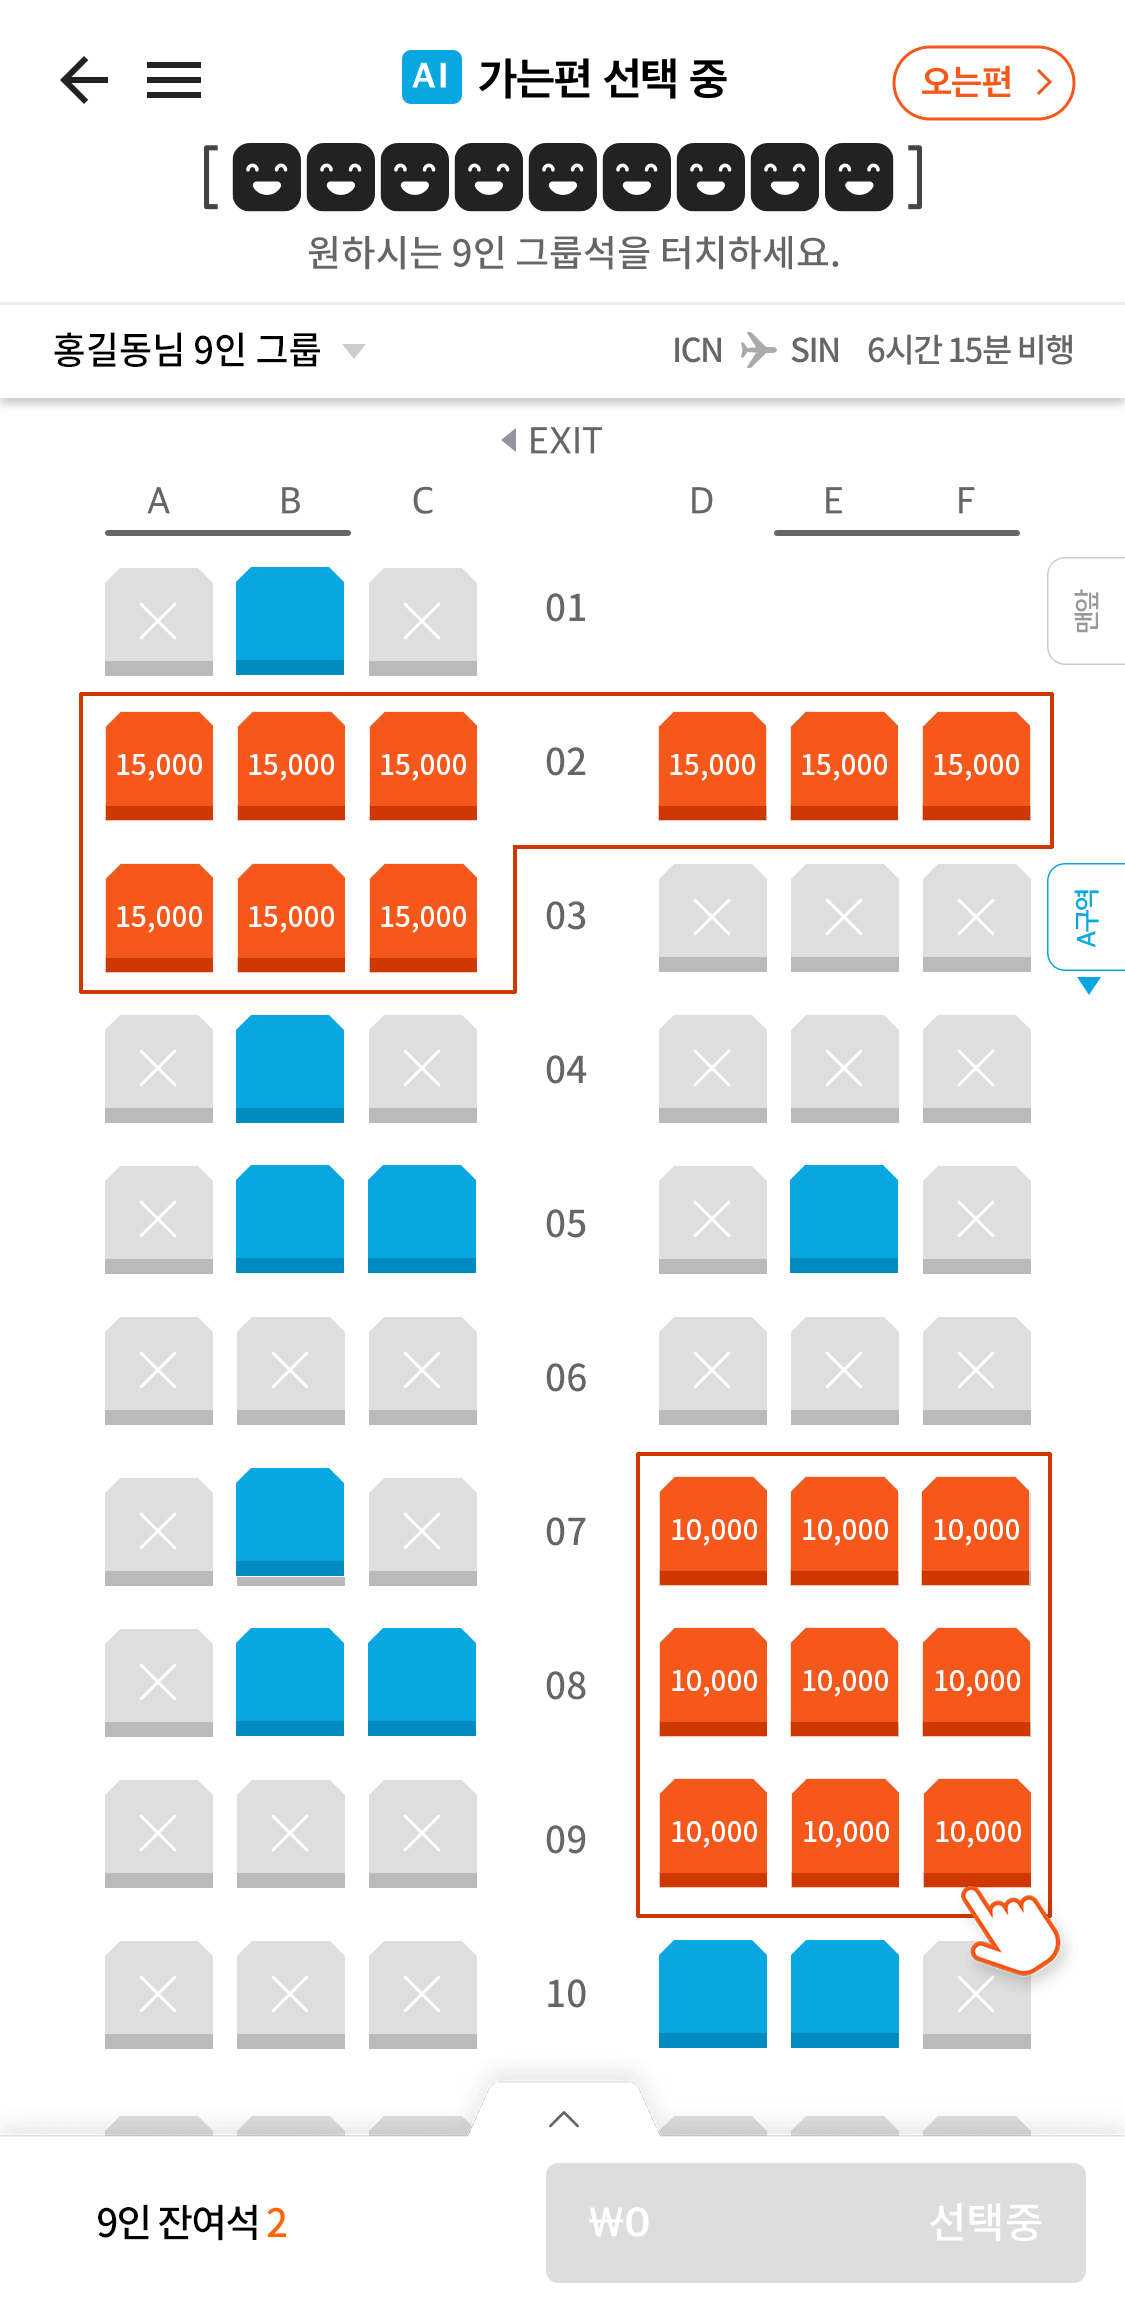 AI 가는편 선택 중
오는편
[ ]
원하시는 9인 그룹석을 터치하세요.
홍길동님 9인 그룹
ICN SIN 6시간 15분 비행
EXIT
A B C D E F
01
맨앞
15,000 15,000 15,000 02 15,000 15,000 15,000
15,000 15,000 15,000 03
A구역
04
05
06
07 10,000 10,000 10,000
08 10,000 10,000 10,000
09 10,000 10,000 10,000
10
9인 잔여석 2
₩0 선택중